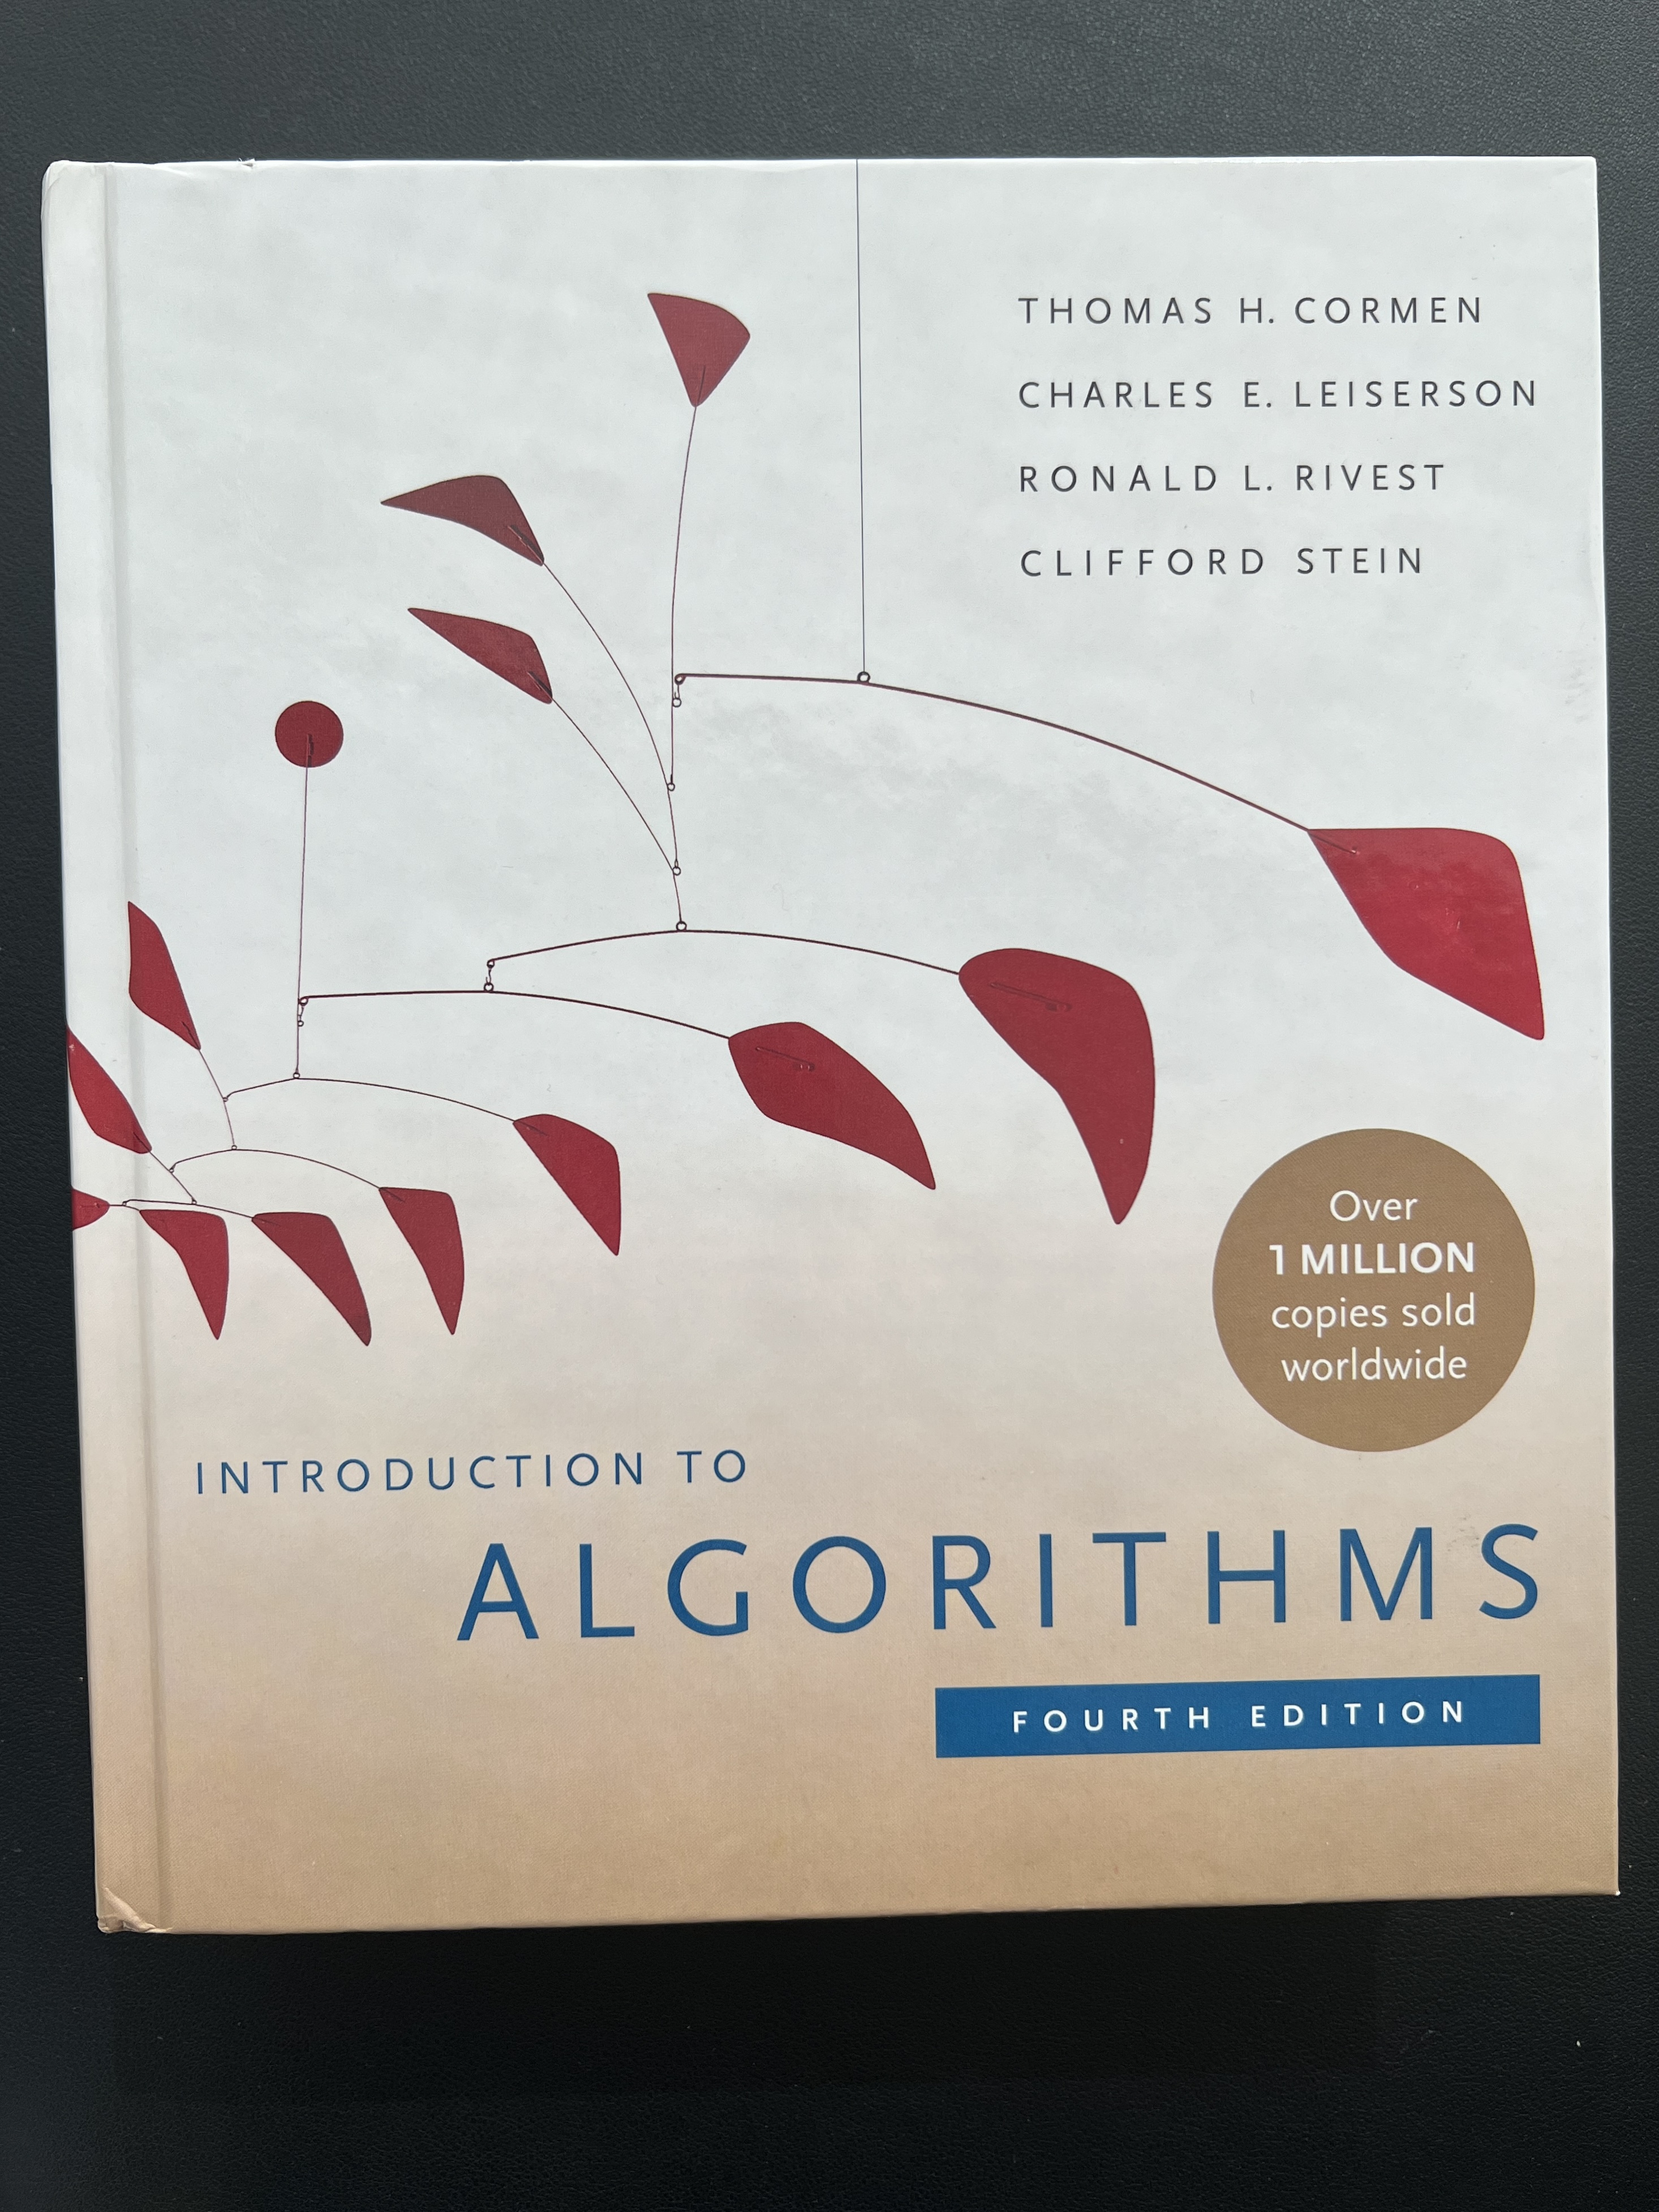 THOMAS H. CORMEN
CHARLES E. LEISERSON
RONALD L. RIVEST
CLIFFORD STEIN
Over
1 MILLION
copies sold
worldwide
INTRODUCTION TO
ALGORITHMS
FOURTH EDITION